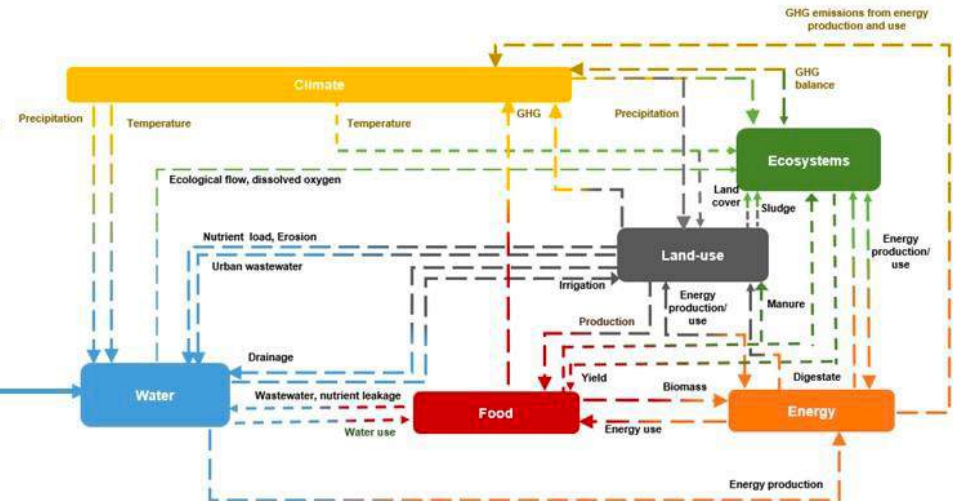 GHG emissions from energy
production and use
Climate
GHG
balance
Precipitation
Temperature
Temperature
GHG
Precipitation
Ecosystems
Ecological flow, dissolved oxygen
Land
cover
Sludge
Nutrient load, Erosion
Urban wastewater
Land-use
Energy
production/
use
Irrigation
Energy
production/
use
Manure
Production
Drainage
Water
Yield
Biomass
Digestate
Wastewater, nutrient leakage
Food
Energy
Water use
Energy use
Energy production